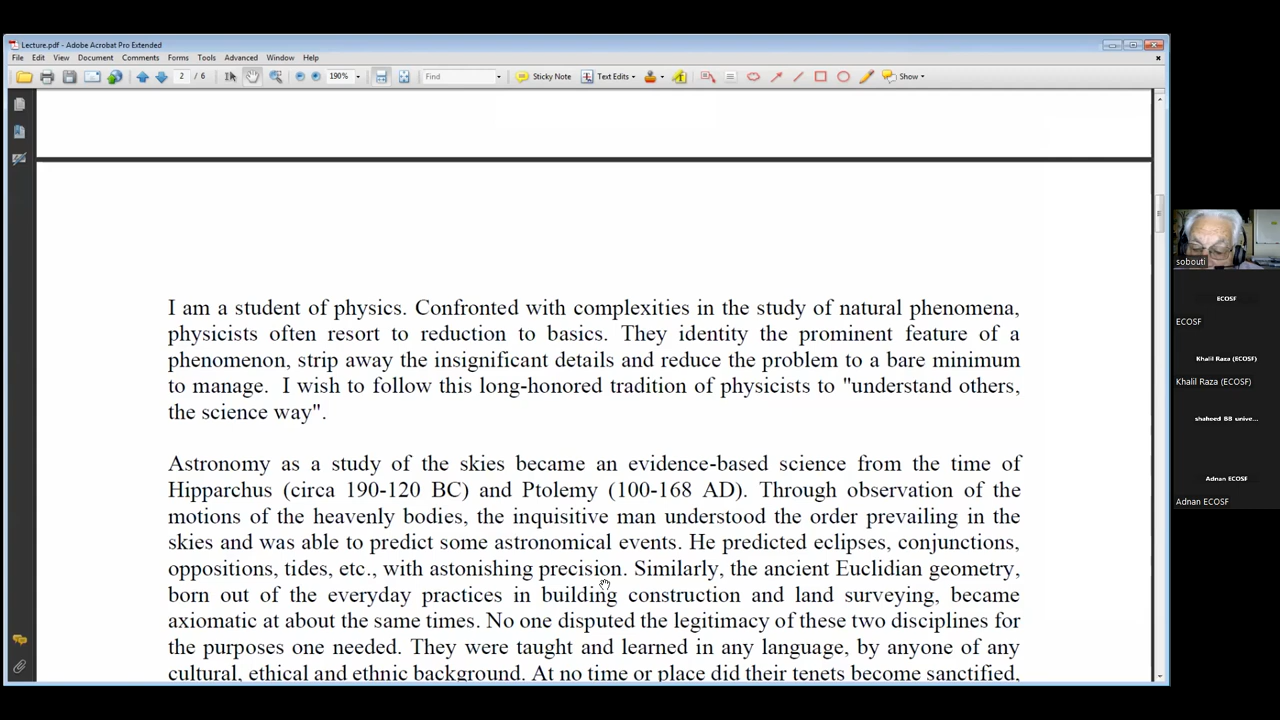 Lecture.pdf - Adobe Acrobat Pro Extended
File Edit View Document Comments Forms Tools Advanced Window Help
2 / 6 190% Find Sticky Note Text Edits Show
I am a student of physics. Confronted with complexities in the study of natural phenomena,
physicists often resort to reduction to basics. They identity the prominent feature of a
phenomenon, strip away the insignificant details and reduce the problem to a bare minimum
to manage. I wish to follow this long-honored tradition of physicists to "understand others,
the science way".
Astronomy as a study of the skies became an evidence-based science from the time of
Hipparchus (circa 190-120 BC) and Ptolemy (100-168 AD). Through observation of the
motions of the heavenly bodies, the inquisitive man understood the order prevailing in the
skies and was able to predict some astronomical events. He predicted eclipses, conjunctions,
oppositions, tides, etc., with astonishing precision. Similarly, the ancient Euclidian geometry,
born out of the everyday practices in building construction and land surveying, became
axiomatic at about the same times. No one disputed the legitimacy of these two disciplines for
the purposes one needed. They were taught and learned in any language, by anyone of any
cultural, ethical and ethnic background. At no time or place did their tenets become sanctified,
sobouti
ECOSF
ECOSF
Khalil Raza (ECOSF)
Khalil Raza (ECOSF)
shaheed BB unive...
Adnan ECOSF
Adnan ECOSF